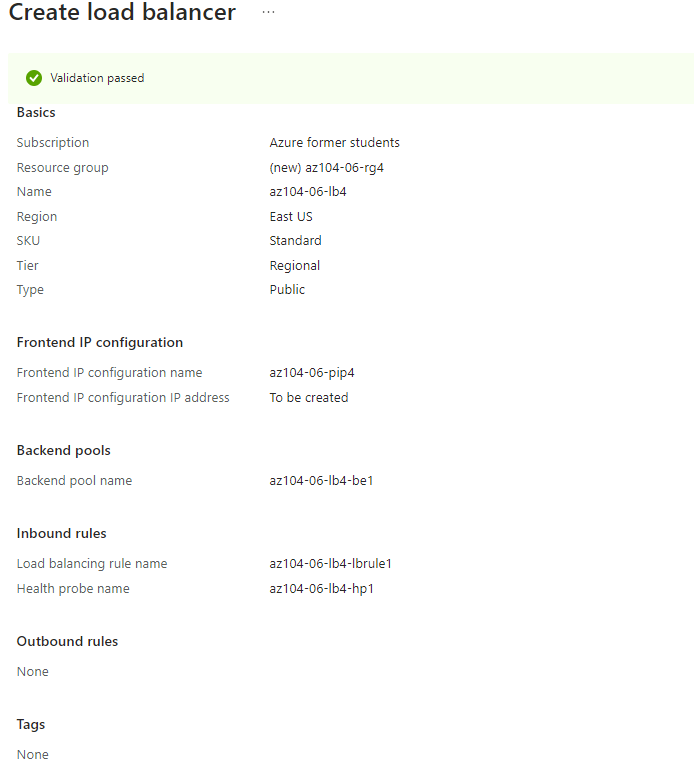 Create load balancer ...
Validation passed
Basics
Subscription Azure former students
Resource group (new) az104-06-rg4
Name az104-06-lb4
Region East US
SKU Standard
Tier Regional
Type Public
Frontend IP configuration
Frontend IP configuration name az104-06-pip4
Frontend IP configuration IP address To be created
Backend pools
Backend pool name az104-06-lb4-be1
Inbound rules
Load balancing rule name az104-06-lb4-lbrule1
Health probe name az104-06-lb4-hp1
Outbound rules
None
Tags
None